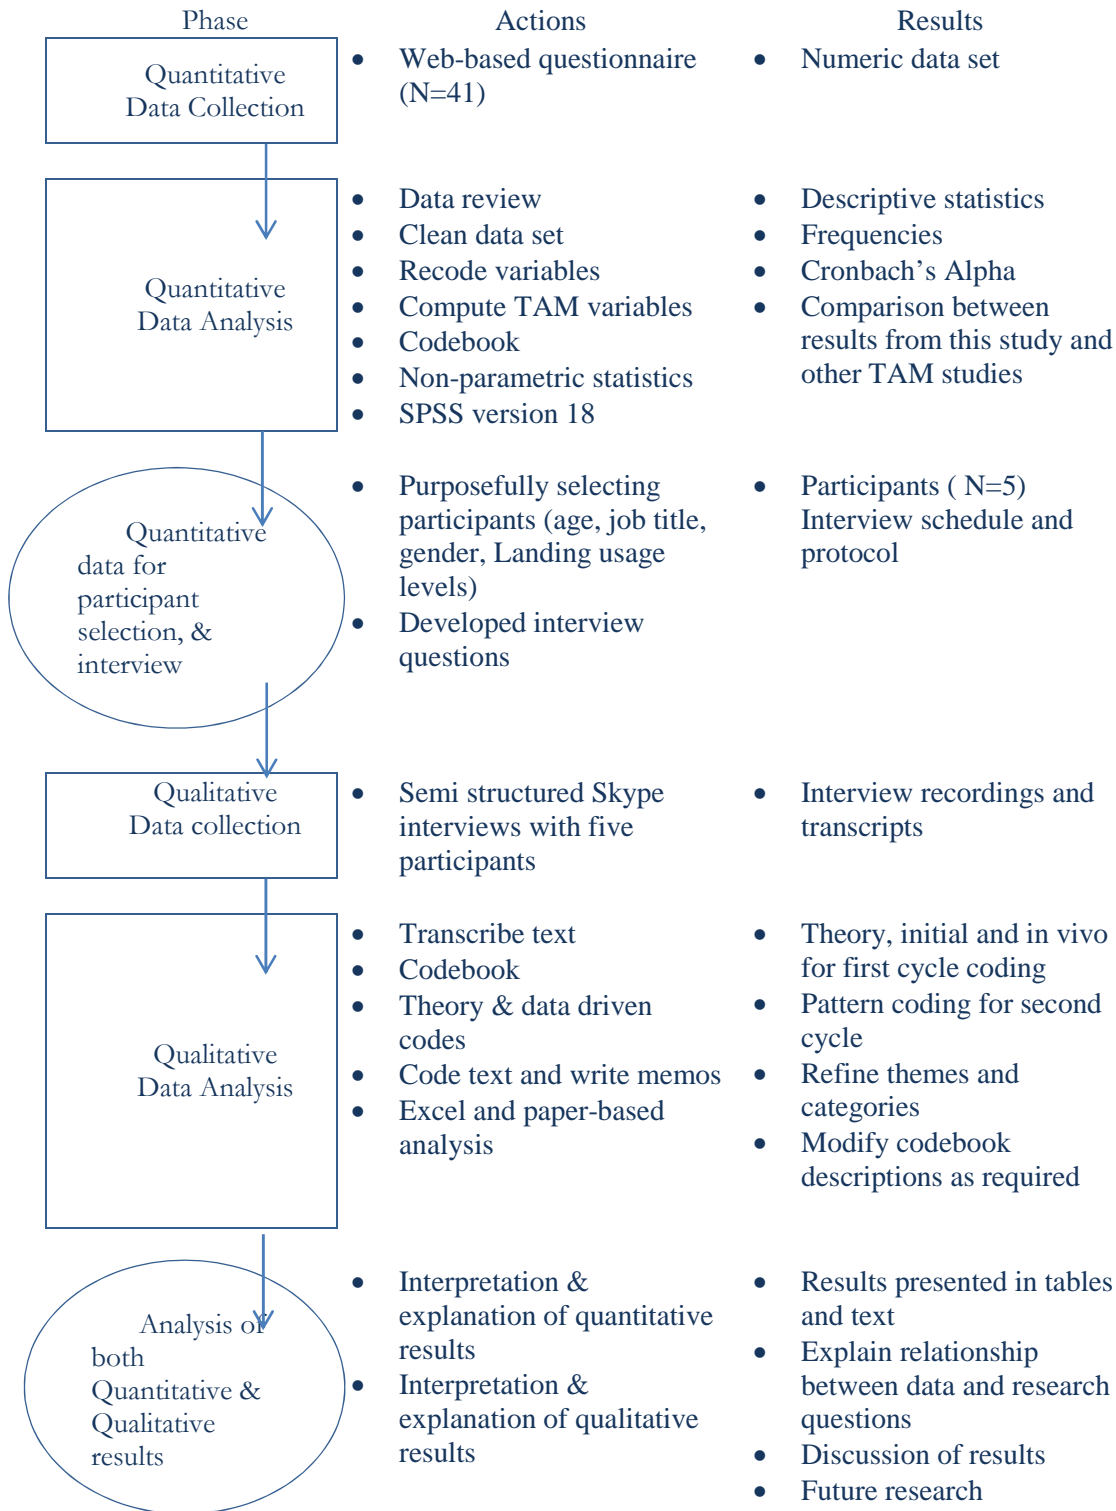 Phase
Actions
Results
Quantitative
Data Collection
• Web-based questionnaire
(N=41)
• Numeric data set
Quantitative
Data Analysis
• Data review
• Clean data set
• Recode variables
• Compute TAM variables
• Codebook
• Non-parametric statistics
• SPSS version 18
• Descriptive statistics
• Frequencies
• Cronbach’s Alpha
• Comparison between
results from this study and
other TAM studies
Quantitative
data for
participant
selection, &
interview
• Purposefully selecting
participants (age, job title,
gender, Landing usage
levels)
• Developed interview
questions
• Participants ( N=5)
Interview schedule and
protocol
Qualitative
Data collection
• Semi structured Skype
interviews with five
participants
• Interview recordings and
transcripts
Qualitative
Data Analysis
• Transcribe text
• Codebook
• Theory & data driven
codes
• Code text and write memos
• Excel and paper-based
analysis
• Theory, initial and in vivo
for first cycle coding
• Pattern coding for second
cycle
• Refine themes and
categories
• Modify codebook
descriptions as required
Analysis of
both
Quantitative &
Qualitative
results
• Interpretation &
explanation of quantitative
results
• Interpretation &
explanation of qualitative
results
• Results presented in tables
and text
• Explain relationship
between data and research
questions
• Discussion of results
• Future research